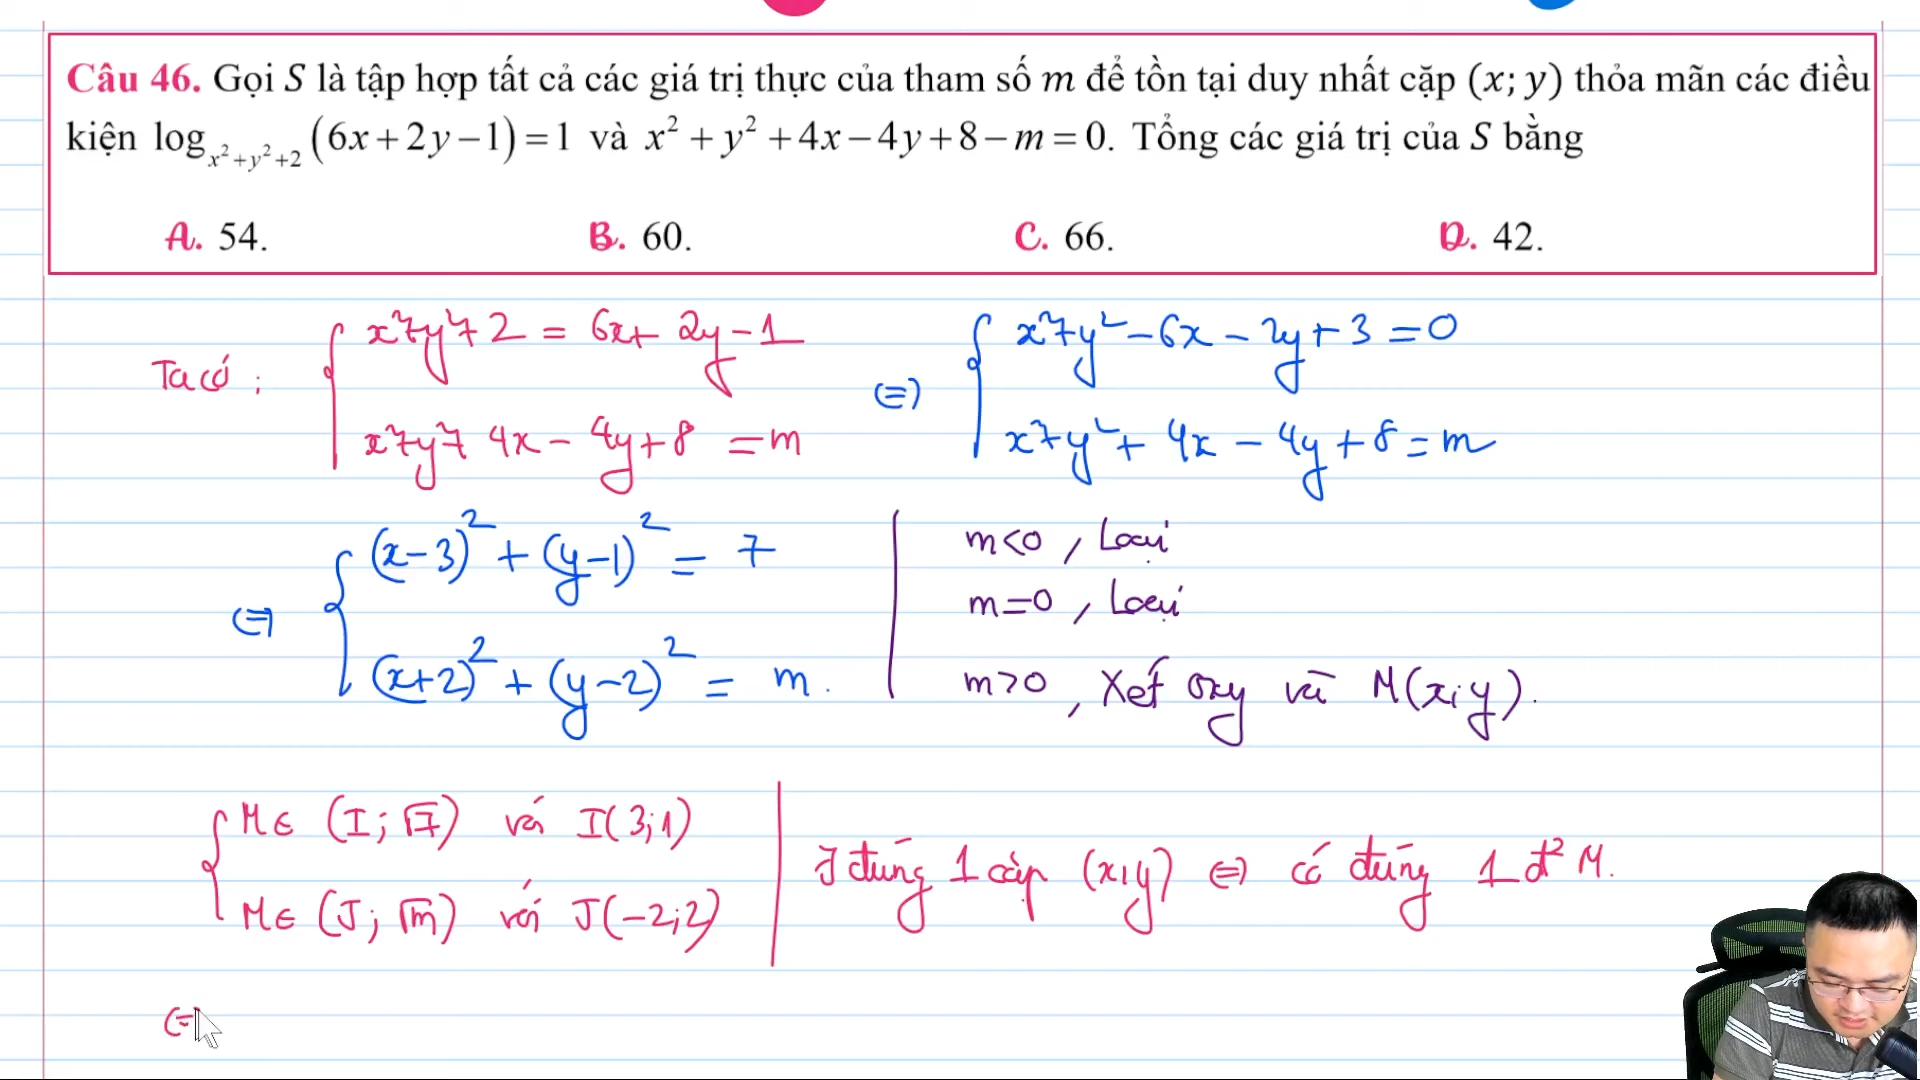 Câu 46. Gọi S là tập hợp tất cả các giá trị thực của tham số m để tồn tại duy nhất cặp (x; y) thỏa mãn các điều
kiện log_{x²+y²+2}(6x+2y−1)=1 và x²+y²+4x−4y+8−m=0. Tổng các giá trị của S bằng
A. 54. B. 60. C. 66. D. 42.
Ta có: { x²+y²+2 = 6x+2y−1
x²+y²+4x−4y+8 = m
⇔ { x²+y²−6x−2y+3 = 0
x²+y²+4x−4y+8 = m
⇔ { (x−3)² + (y−1)² = 7
(x+2)² + (y−2)² = m.
m<0, Loại
m=0, Loại
m>0, Xét Oxy và M(x;y).
{ M∈ (I; √7) với I(3;1)
M∈ (J; √m) với J(−2;2)
∃ đúng 1 cặp (x;y) ⇔ có đúng 1 đ² M.
(=